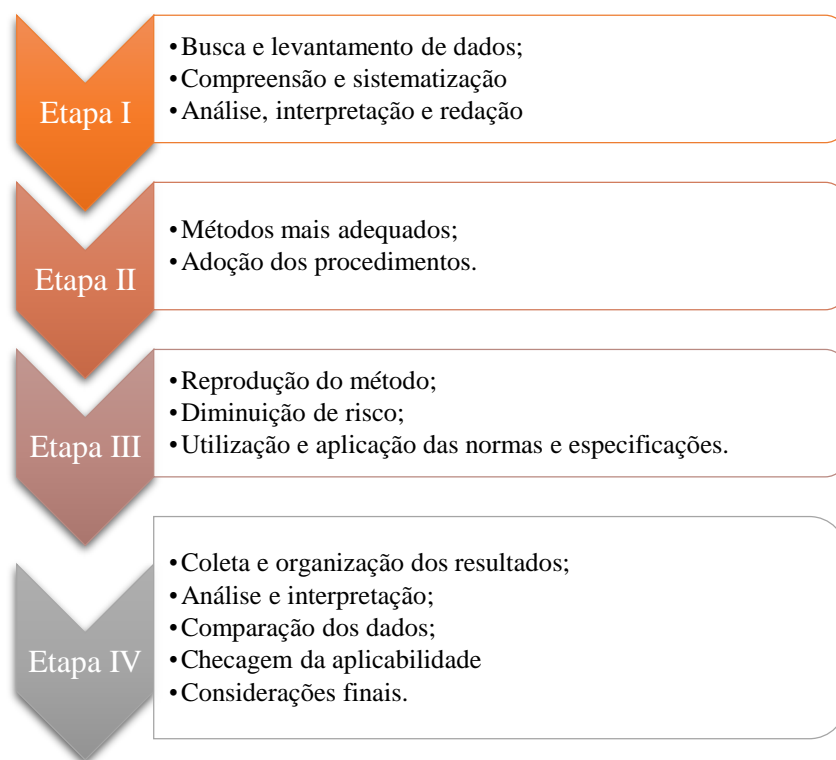 Etapa I
•Busca e levantamento de dados;
•Compreensão e sistematização
•Análise, interpretação e redação
Etapa II
•Métodos mais adequados;
•Adoção dos procedimentos.
Etapa III
•Reprodução do método;
•Diminuição de risco;
•Utilização e aplicação das normas e especificações.
Etapa IV
•Coleta e organização dos resultados;
•Análise e interpretação;
•Comparação dos dados;
•Checagem da aplicabilidade
•Considerações finais.